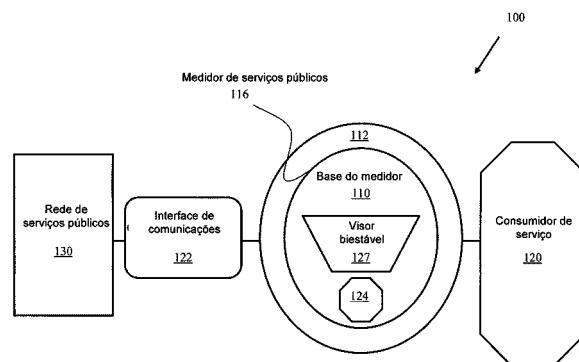 100
Medidor de serviços públicos
116
112
Base do medidor
110
Rede de
serviços públicos
130
Interface de
comunicações
122
Visor
biestável
127
124
Consumidor de
serviço
120